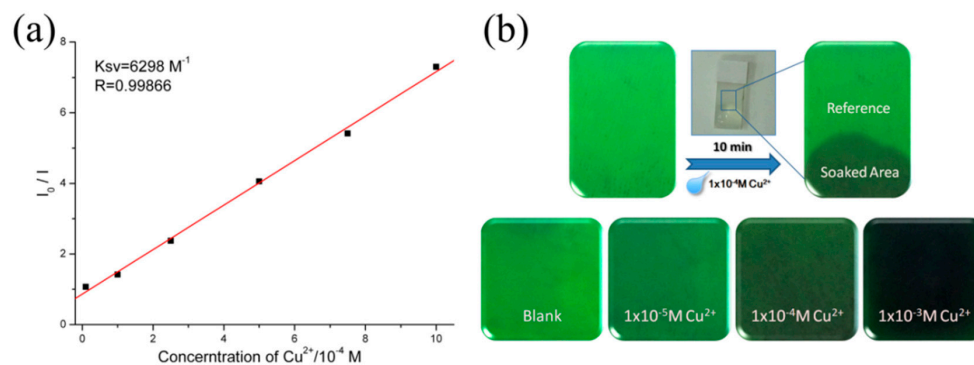 (a)
8
6
4
2
0
Ksv=6298 M⁻¹
R=0.99866
I₀ / I
0 2 4 6 8 10
Concerntration of Cu²⁺/10⁻⁴ M
(b)
10 min
1x10⁻⁴M Cu²⁺
Reference
Soaked Area
Blank
1x10⁻⁵M Cu²⁺
1x10⁻⁴M Cu²⁺
1x10⁻³M Cu²⁺